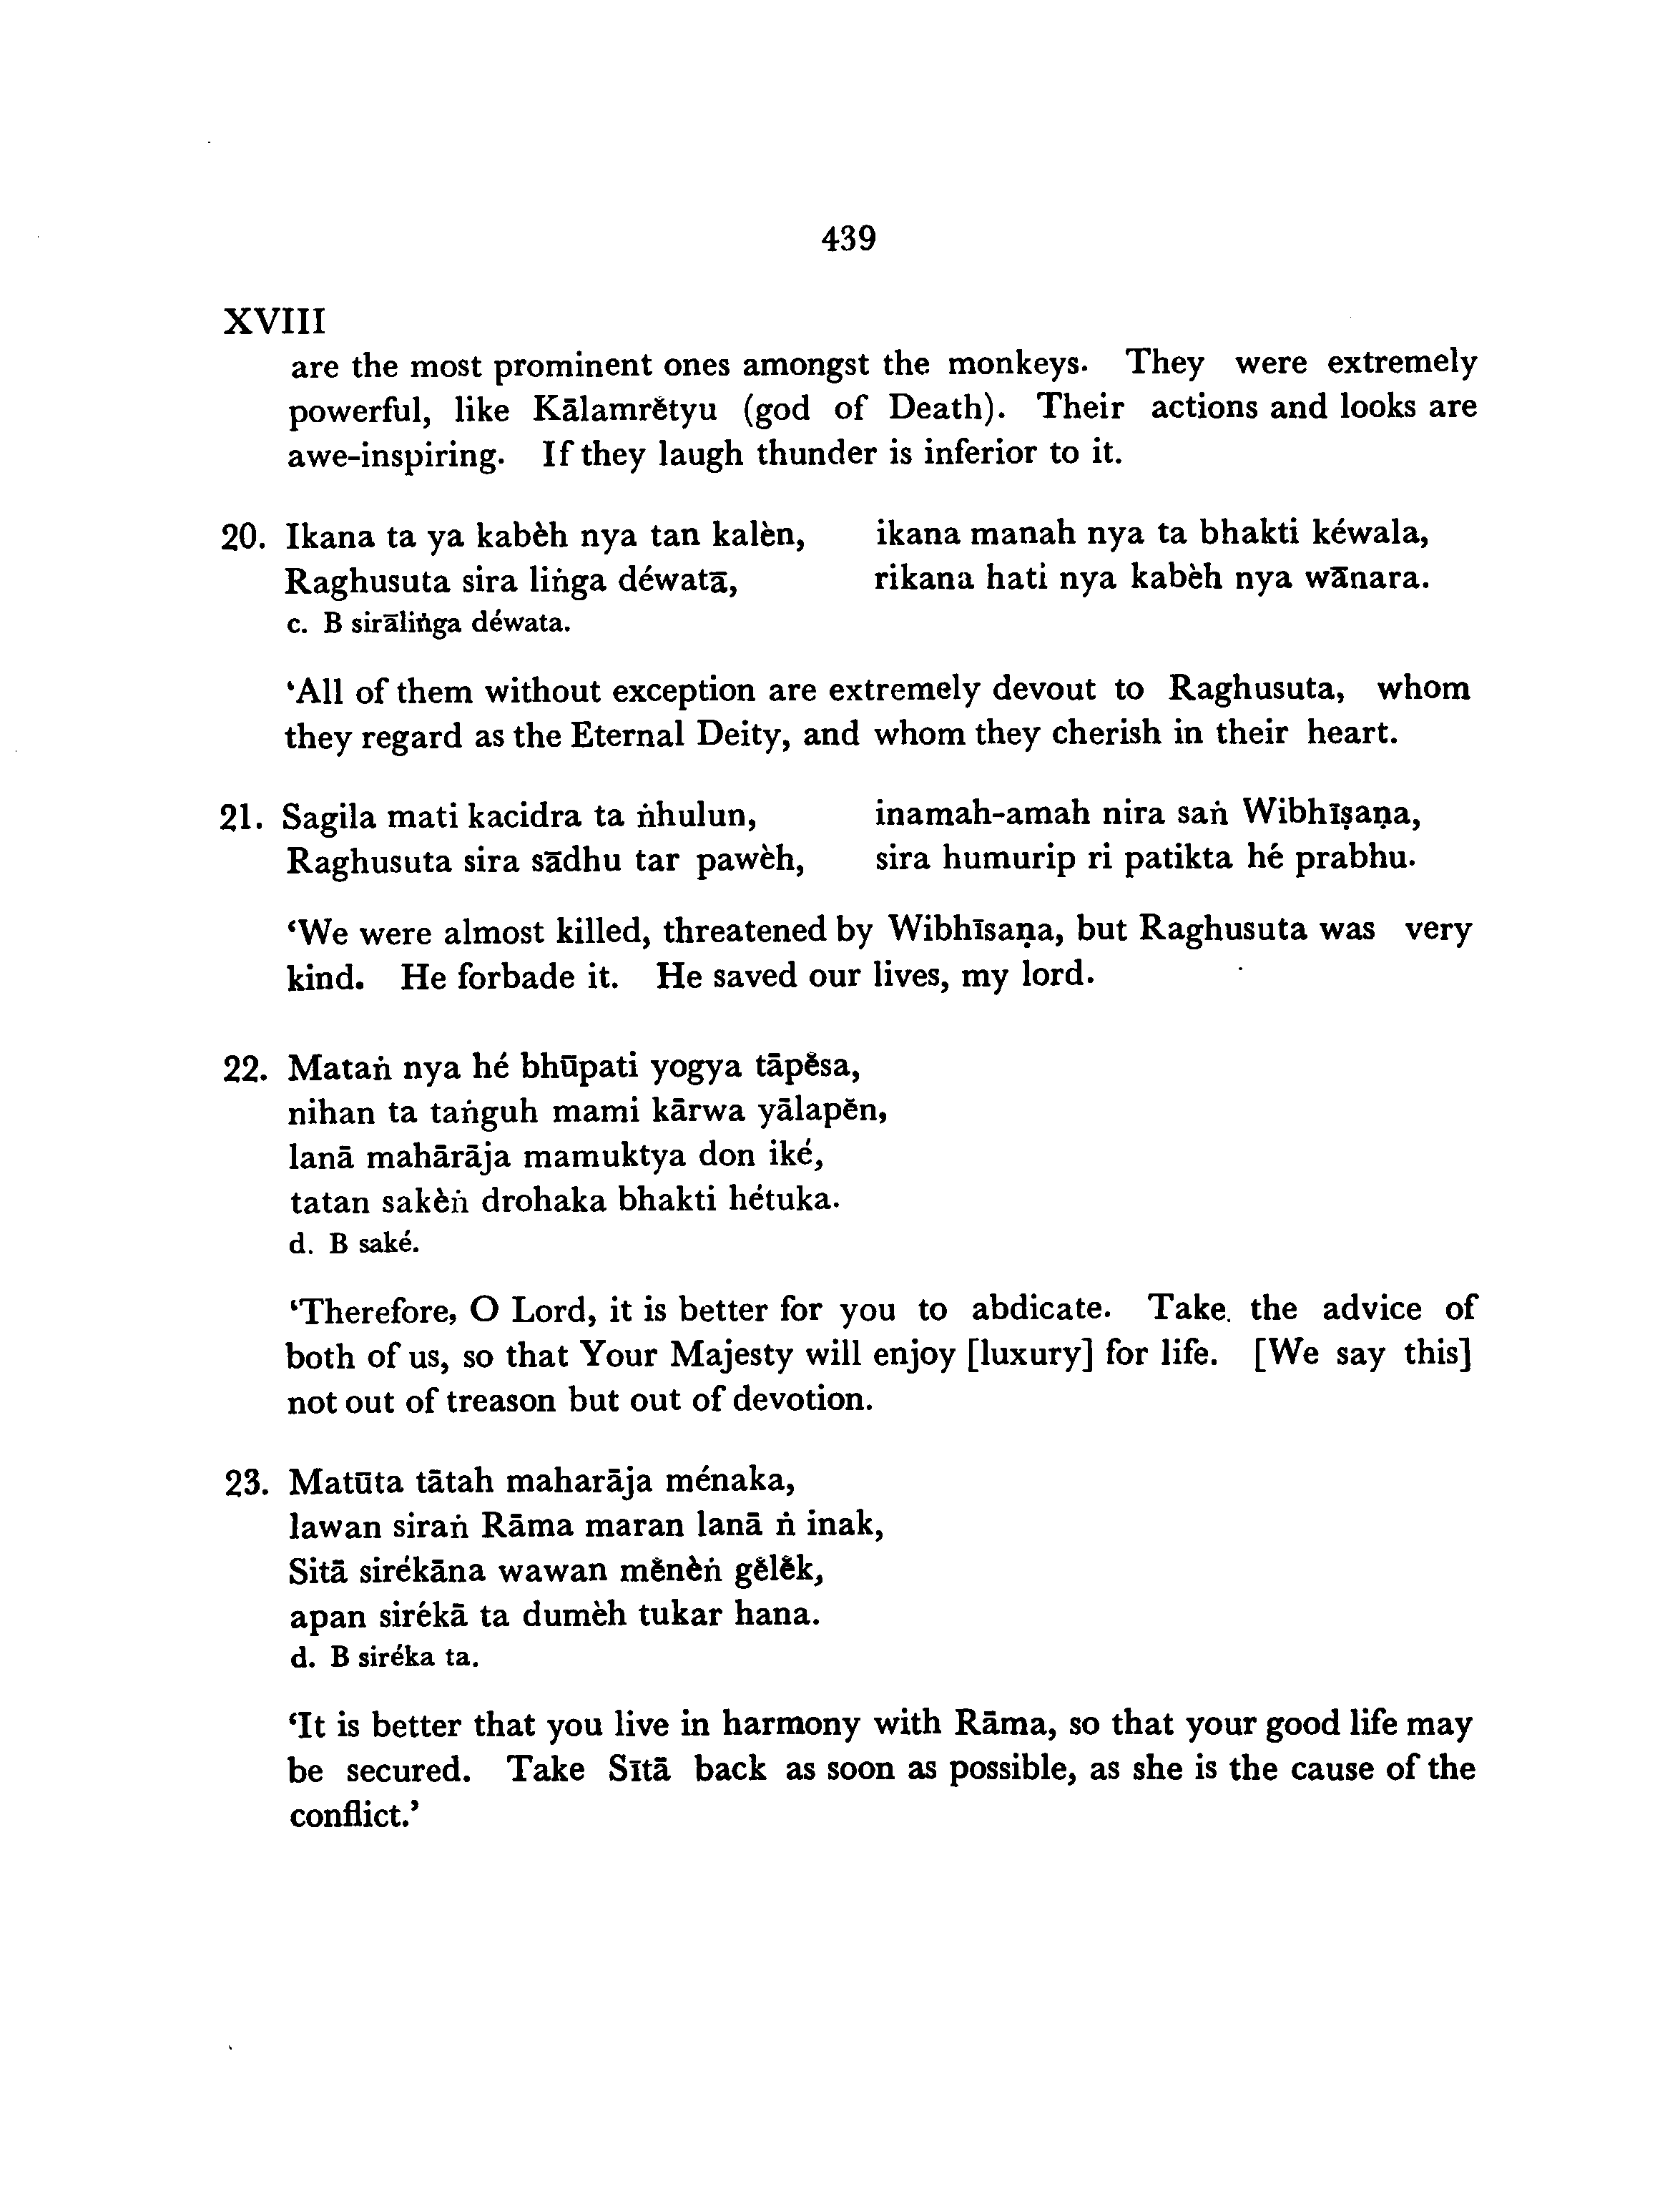 439
XVIII
are the most prominent ones amongst the monkeys. They were extremely
powerful, like Kālamrĕtyu (god of Death). Their actions and looks are
awe-inspiring. If they laugh thunder is inferior to it.
20. Ikana ta ya kabèh nya tan kalèn, ikana manah nya ta bhakti kéwala,
Raghusuta sira liṅga déwatā, rikana hati nya kabèh nya wānara.
c. B sirāliṅga déwata.
‘All of them without exception are extremely devout to Raghusuta, whom
they regard as the Eternal Deity, and whom they cherish in their heart.
21. Sagila mati kacidra ta ṅhulun, inamah-amah nira saṅ Wibhīṣaṇa,
Raghusuta sira sādhu tar pawèh, sira humurip ri patikta hé prabhu.
‘We were almost killed, threatened by Wibhīsaṇa, but Raghusuta was very
kind. He forbade it. He saved our lives, my lord.
22. Mataṅ nya hé bhūpati yogya tāpĕsa,
nihan ta taṅguh mami kārwa yālapĕn,
lanā mahārāja mamuktya don iké,
tatan sakèṅ drohaka bhakti hétuka.
d. B saké.
‘Therefore, O Lord, it is better for you to abdicate. Take the advice of
both of us, so that Your Majesty will enjoy [luxury] for life. [We say this]
not out of treason but out of devotion.
23. Matūta tātah maharāja ménaka,
lawan siraṅ Rāma maran lanā ṅ inak,
Sitā sirékāna wawan mĕnèṅ gĕlĕk,
apan sirékā ta dumèh tukar hana.
d. B siréka ta.
‘It is better that you live in harmony with Rāma, so that your good life may
be secured. Take Sītā back as soon as possible, as she is the cause of the
conflict.’